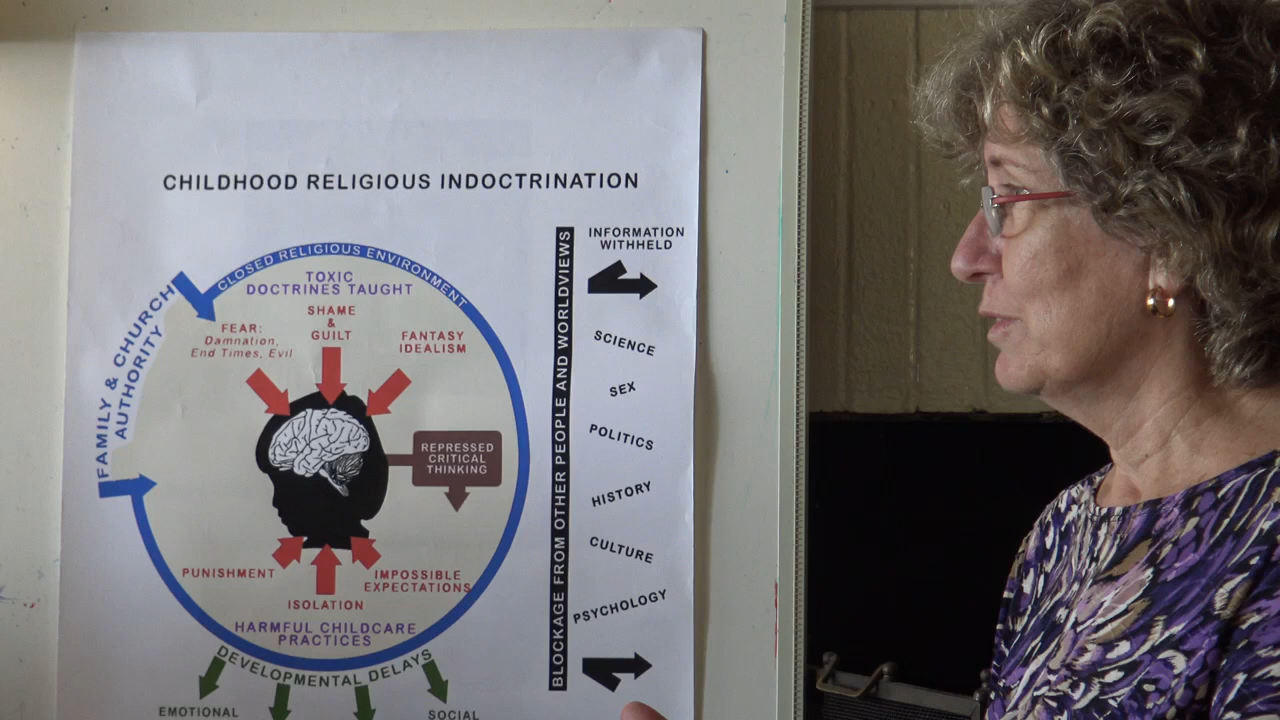 CHILDHOOD RELIGIOUS INDOCTRINATION
FAMILY & CHURCH
AUTHORITY
CLOSED RELIGIOUS ENVIRONMENT
TOXIC
DOCTRINES TAUGHT
FEAR:
Damnation,
End Times, Evil
SHAME
&
GUILT
FANTASY
IDEALISM
REPRESSED
CRITICAL
THINKING
PUNISHMENT
ISOLATION
IMPOSSIBLE
EXPECTATIONS
HARMFUL CHILDCARE
PRACTICES
DEVELOPMENTAL DELAYS
EMOTIONAL
SOCIAL
BLOCKAGE FROM OTHER PEOPLE AND WORLDVIEWS
INFORMATION
WITHHELD
SCIENCE
SEX
POLITICS
HISTORY
CULTURE
PSYCHOLOGY